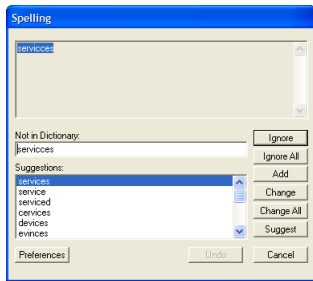 Spelling
servicces
Not in Dictionary:
servicces
Ignore
Ignore All
Suggestions:
Add
services
service
serviced
cervices
devices
evinces
Change
Change All
Suggest
Preferences
Undo
Cancel